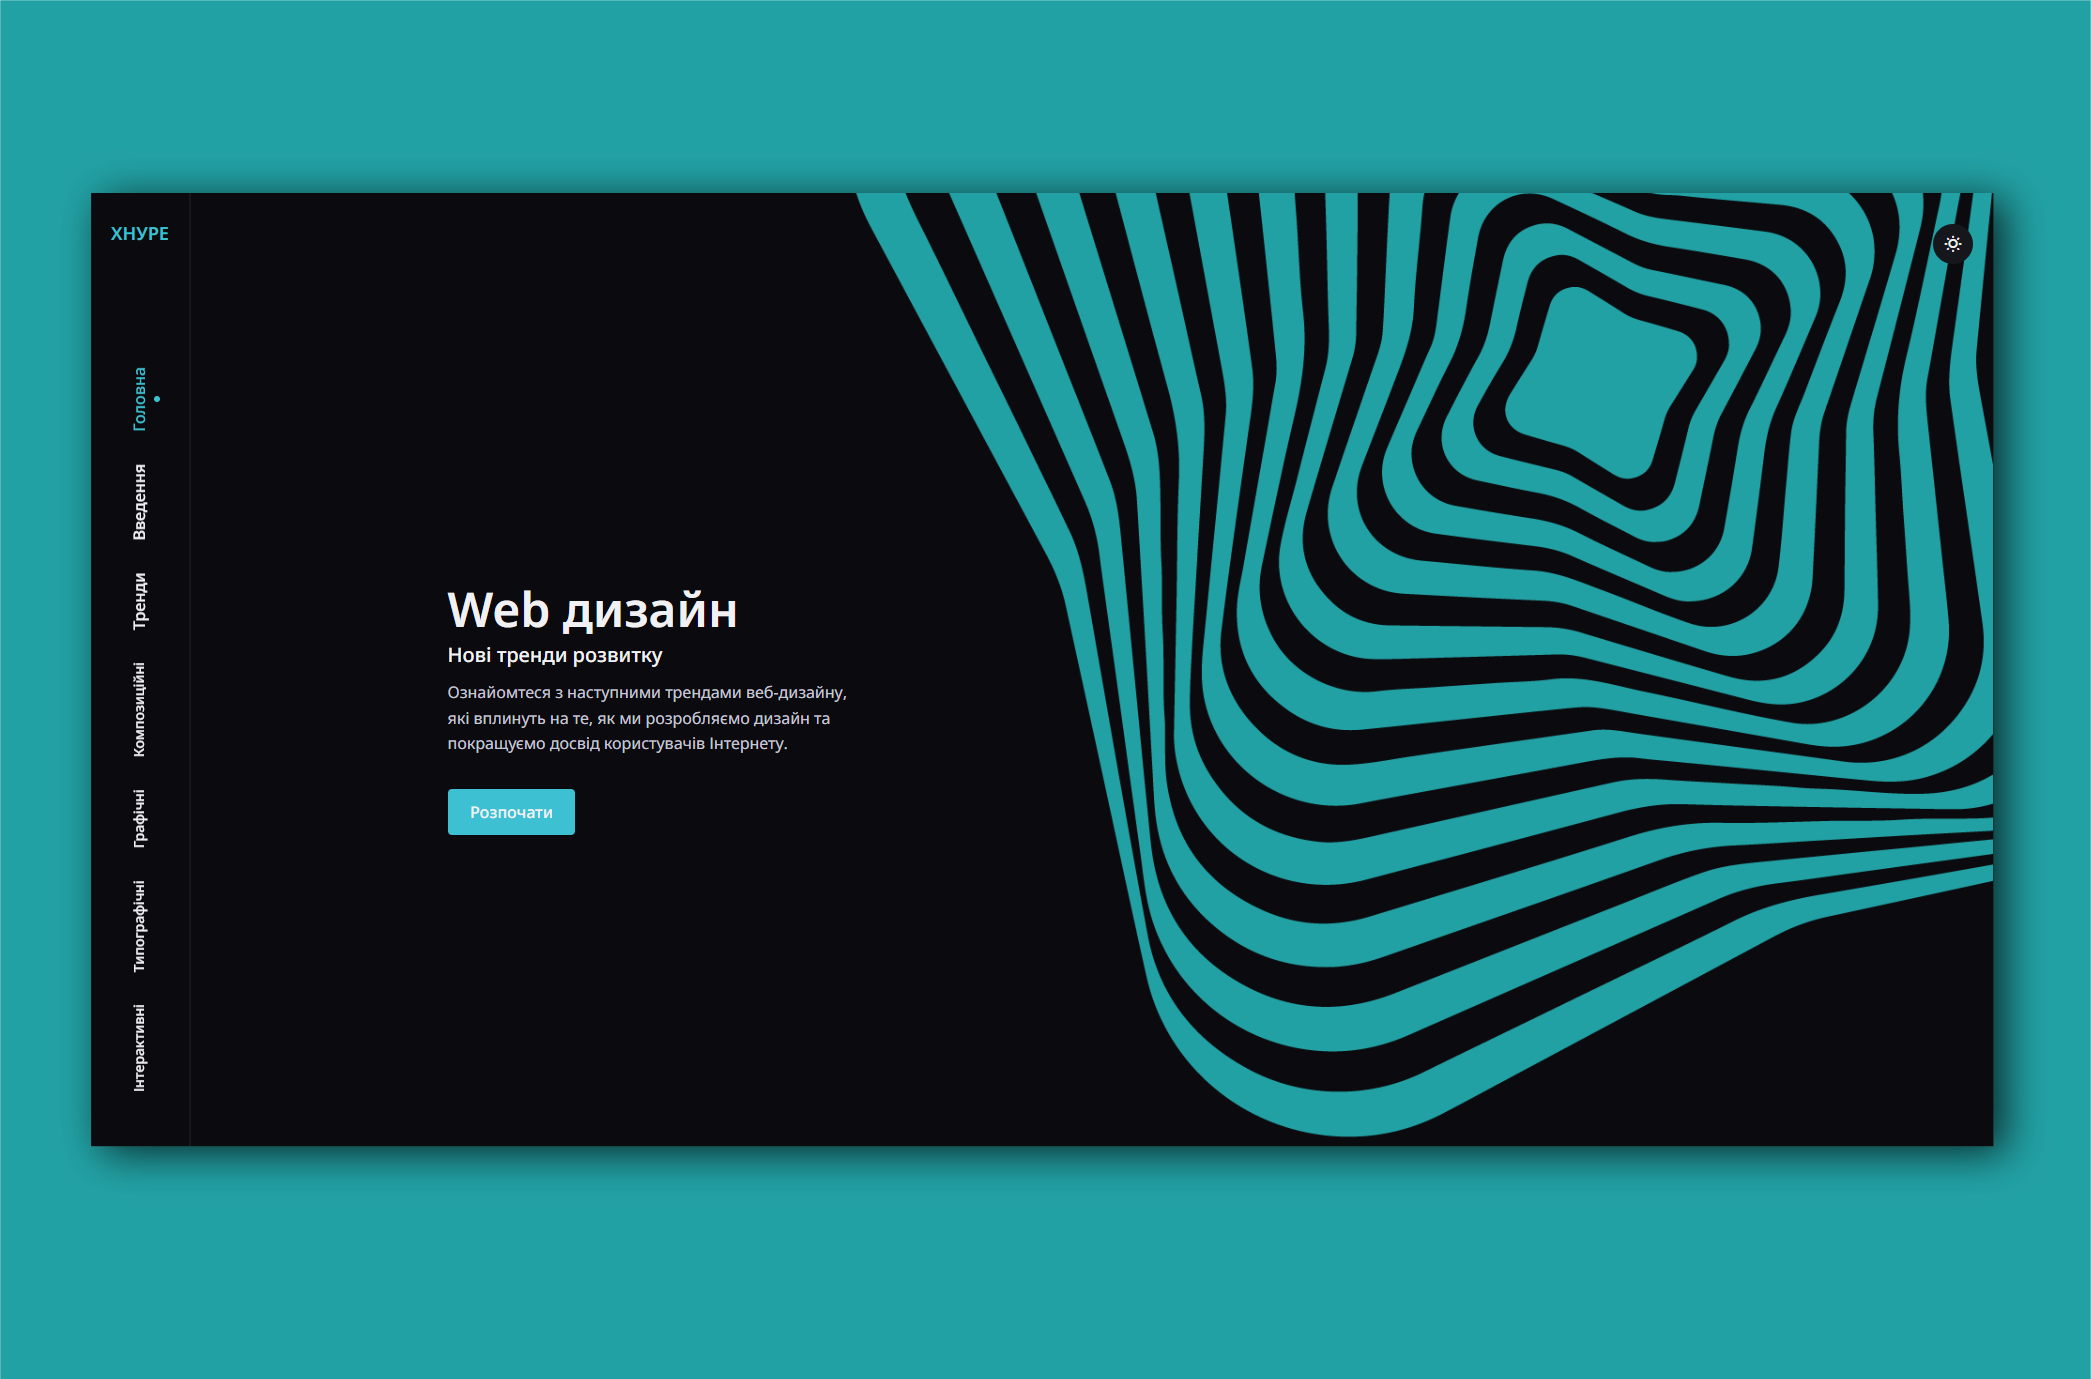 ХНУРЕ
Головна
Введення
Тренди
Композиційні
Графічні
Типографічні
Інтерактивні
Web дизайн
Нові тренди розвитку
Ознайомтеся з наступними трендами веб-дизайну,
які вплинуть на те, як ми розробляємо дизайн та
покращуємо досвід користувачів Інтернету.
Розпочати